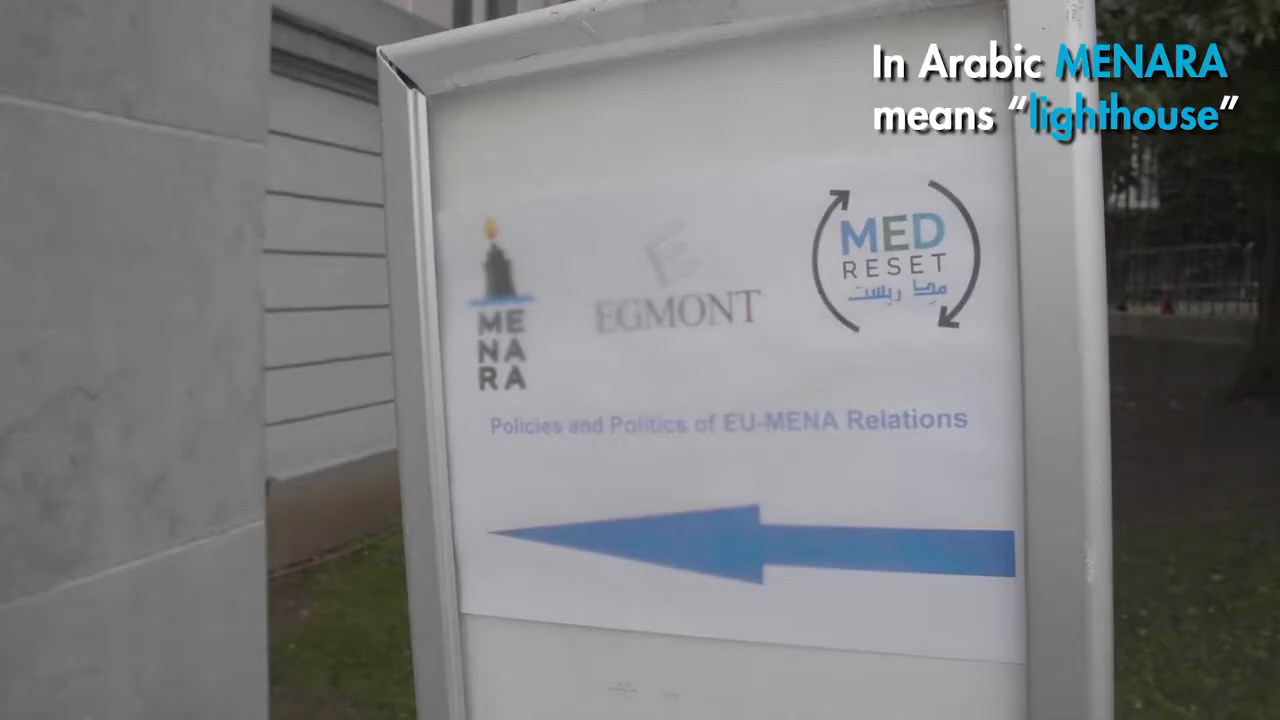 In Arabic MENARA
means “lighthouse”
ME
NA
RA
E
EGMONT
MED
RESET
ميد ريست
Policies and Politics of EU-MENA Relations